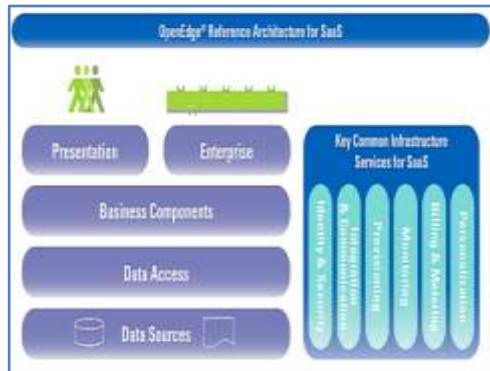 OpenEdge® Reference Architecture for SaaS
Presentation
Enterprise
Business Components
Data Access
Data Sources
Key Common Infrastructure
Services for SaaS
Identity & Security
Integration
& Communication
Provisioning
Monitoring
Billing & Metering
Personalization